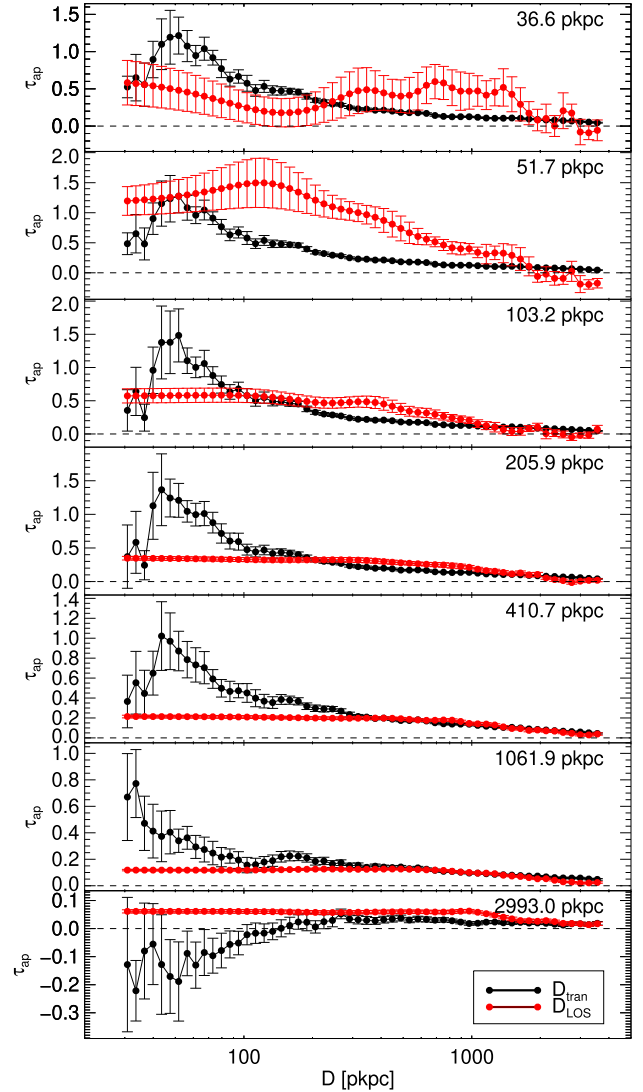 36.6 pkpc
1.5
1.0
0.5
0.0
τap
51.7 pkpc
2.0
1.5
1.0
0.5
0.0
τap
103.2 pkpc
2.0
1.5
1.0
0.5
0.0
τap
205.9 pkpc
1.5
1.0
0.5
0.0
τap
410.7 pkpc
1.4
1.2
1.0
0.8
0.6
0.4
0.2
0.0
τap
1061.9 pkpc
1.0
0.8
0.6
0.4
0.2
0.0
τap
2993.0 pkpc
0.1
0.0
−0.1
−0.2
−0.3
τap
Dtran
DLOS
100 1000
D [pkpc]